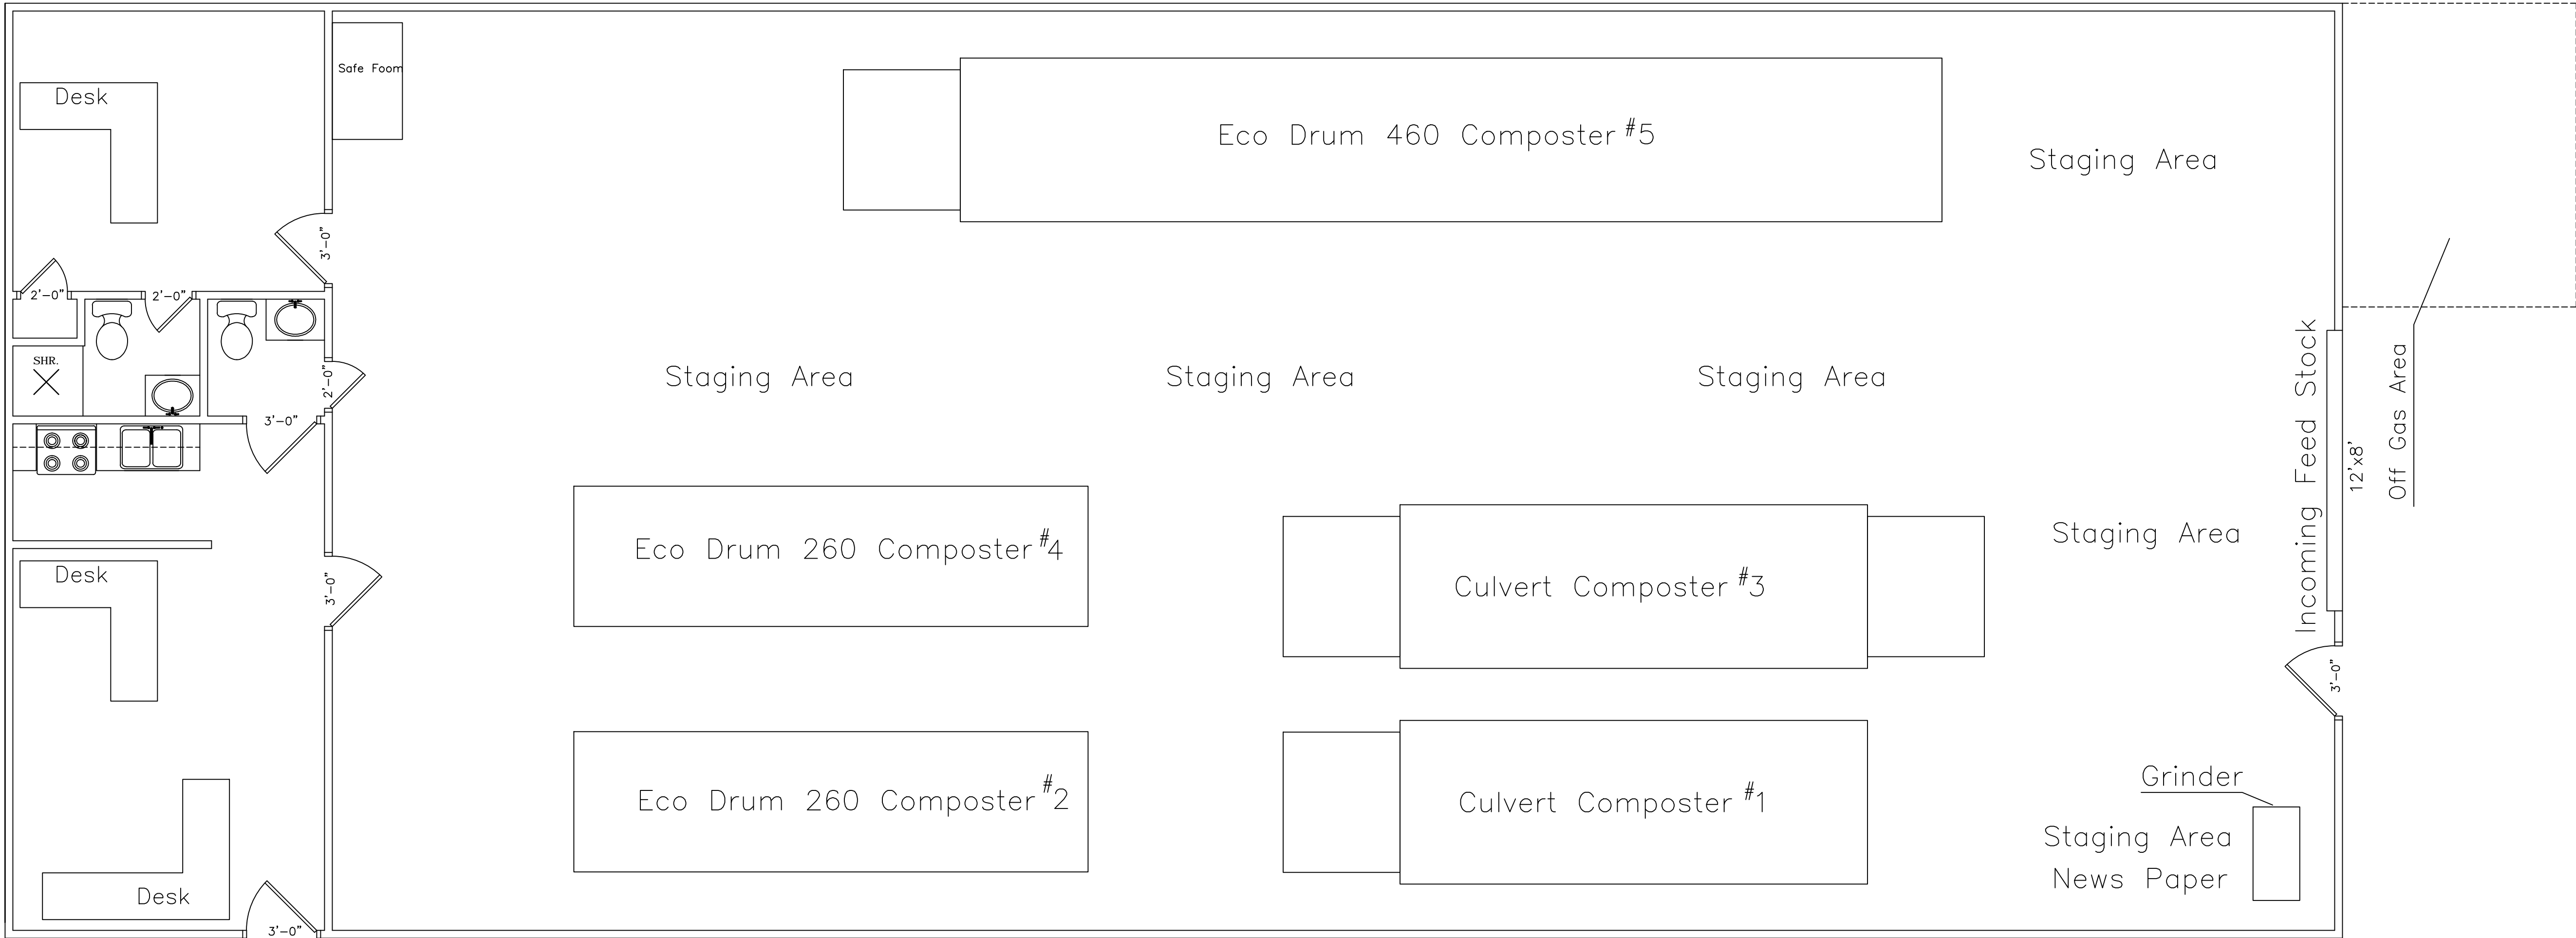 Safe Foom
Desk
Eco Drum 460 Composter #5
Staging Area
3'-0"
2'-0"
2'-0"
SHR.
2'-0"
3'-0"
Staging Area
Staging Area
Staging Area
Incoming Feed Stock
12'x8'
Off Gas Area
Eco Drum 260 Composter #4
Culvert Composter #3
Staging Area
Desk
3'-0"
3'-0"
Eco Drum 260 Composter #2
Culvert Composter #1
Grinder
Staging Area
News Paper
Desk
3'-0"